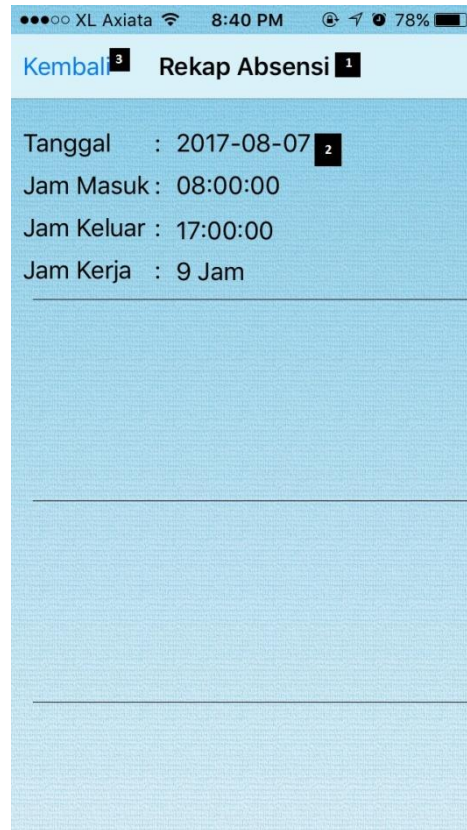 XL Axiata 8:40 PM 78%
Kembali 3 Rekap Absensi 1
Tanggal : 2017-08-07 2
Jam Masuk : 08:00:00
Jam Keluar : 17:00:00
Jam Kerja : 9 Jam